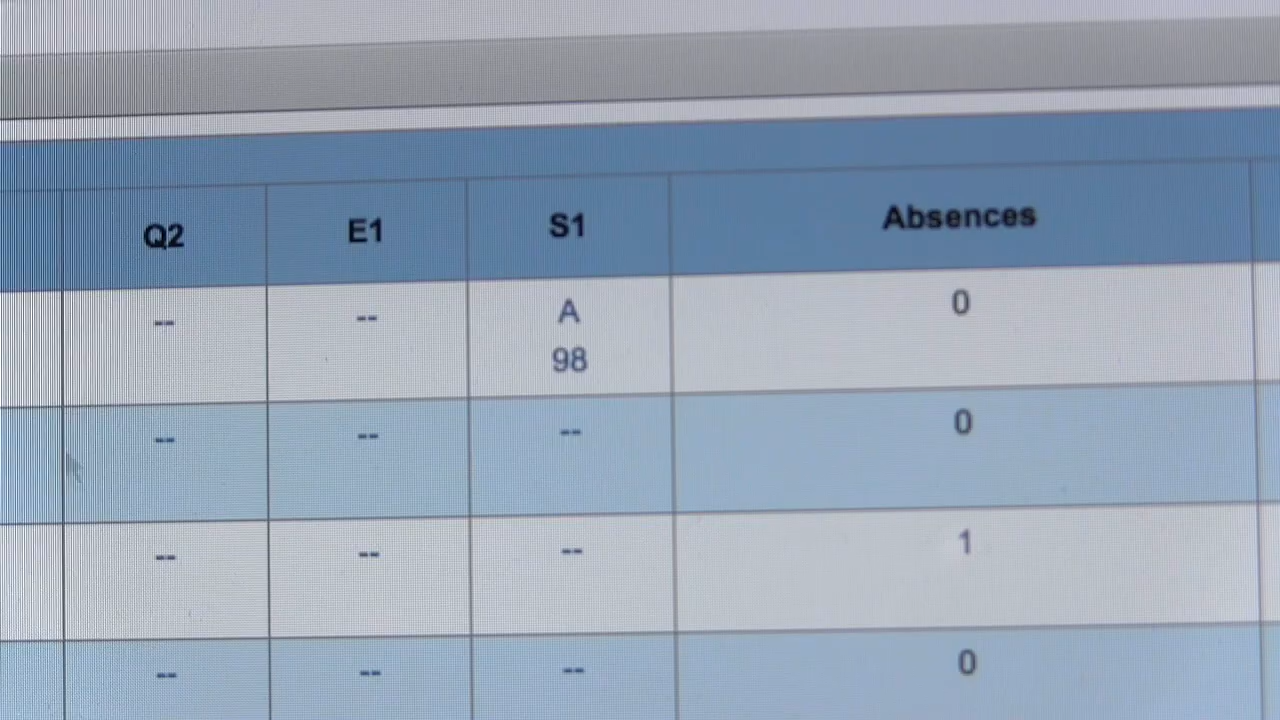 Q2 E1 S1 Absences
-- -- A 0
98
-- -- -- 0
-- -- -- 1
-- -- -- 0